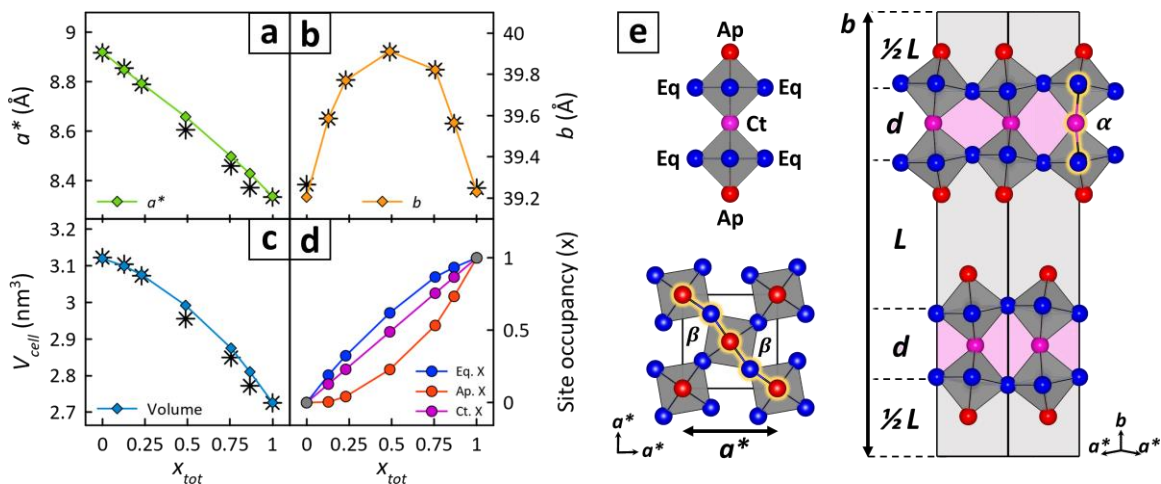 a
a* (Å)
9
8.8
8.6
8.4
a*
b
b (Å)
40
39.8
39.6
39.4
39.2
b
c
V_cell (nm³)
3.2
3.1
3
2.9
2.8
2.7
Volume
0 0.25 0.5 0.75 1
x_tot
d
Site occupancy (x)
1
0.5
0
Eq. X
Ap. X
Ct. X
0 0.25 0.5 0.75 1
x_tot
e
Ap
Eq Eq
Ct
Eq Eq
Ap
β β
a*
a*
a*
b
½ L
d
α
L
d
½ L
b
a* a*